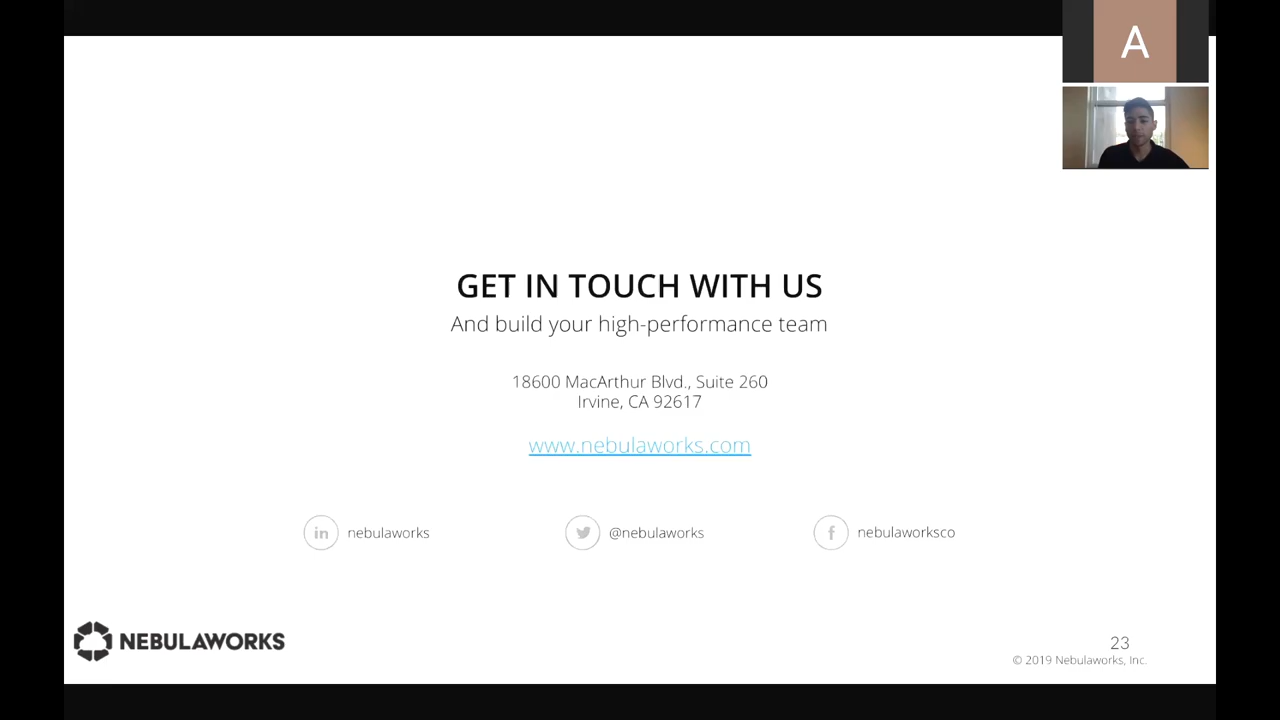 A
GET IN TOUCH WITH US
And build your high-performance team
18600 MacArthur Blvd., Suite 260
Irvine, CA 92617
www.nebulaworks.com
in nebulaworks
@nebulaworks
f nebulaworksco
NEBULAWORKS
23
© 2019 Nebulaworks, Inc.